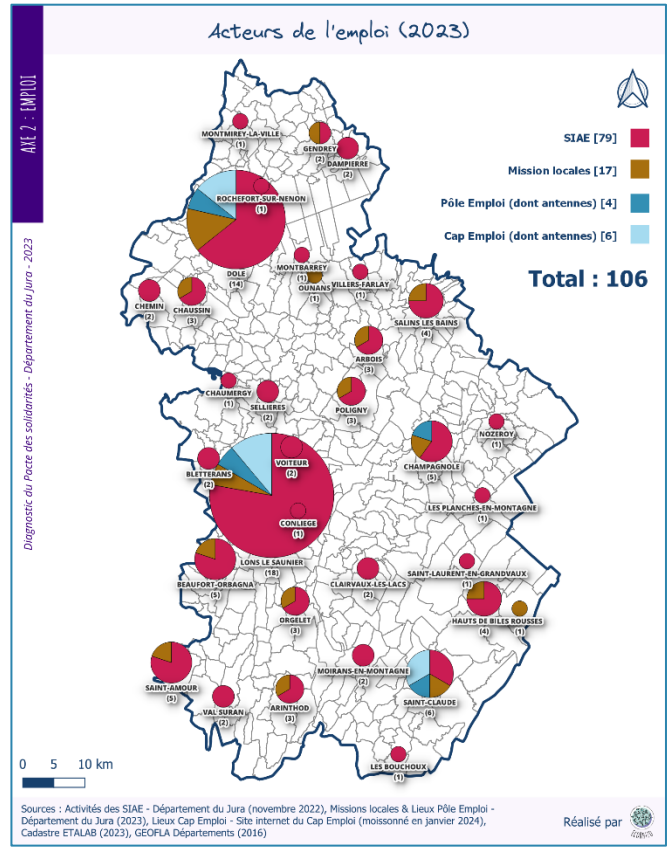 Acteurs de l'emploi (2023)
AXE 2 : EMPLOI
Diagnostic du Pacte des solidarités - Département du Jura - 2023
SIAE [79]
Mission locales [17]
Pôle Emploi (dont antennes) [4]
Cap Emploi (dont antennes) [6]
Total : 106
MONTMIREY-LA-VILLE
(1)
GENDREY
(2)
DAMPIERRE
(2)
ROCHEFORT-SUR-NENON
(1)
DOLE
(14)
MONTBARREY
(1)
OUNANS
(1)
VILLERS-FARLAY
(1)
CHEMIN
(2)
CHAUSSIN
(3)
SALINS LES BAINS
(4)
ARBOIS
(3)
CHAUMERGY
(1)
SELLIERES
(2)
POLIGNY
(3)
NOZEROY
(1)
CHAMPAGNOLE
(5)
VOITEUR
(2)
BLETTERANS
(2)
LES PLANCHES-EN-MONTAGNE
(1)
CONLIEGE
(1)
LONS LE SAUNIER
(18)
BEAUFORT-ORBAGNA
(5)
CLAIRVAUX-LES-LACS
(2)
SAINT-LAURENT-EN-GRANDVAUX
(1)
ORGELET
(3)
HAUTS DE BI
(4)
LES ROUSSES
(1)
MOIRANS-EN-MONTAGNE
(2)
SAINT-AMOUR
(5)
VAL SURAN
(2)
ARINTHOD
(3)
SAINT-CLAUDE
(6)
LES BOUCHOUX
(1)
0 5 10 km
Sources : Activités des SIAE - Département du Jura (novembre 2022), Missions locales & Lieux Pôle Emploi -
Département du Jura (2023), Lieux Cap Emploi - Site internet du Cap Emploi (moissonné en janvier 2024),
Cadastre ETALAB (2023), GEOFLA Départements (2016)
Réalisé par